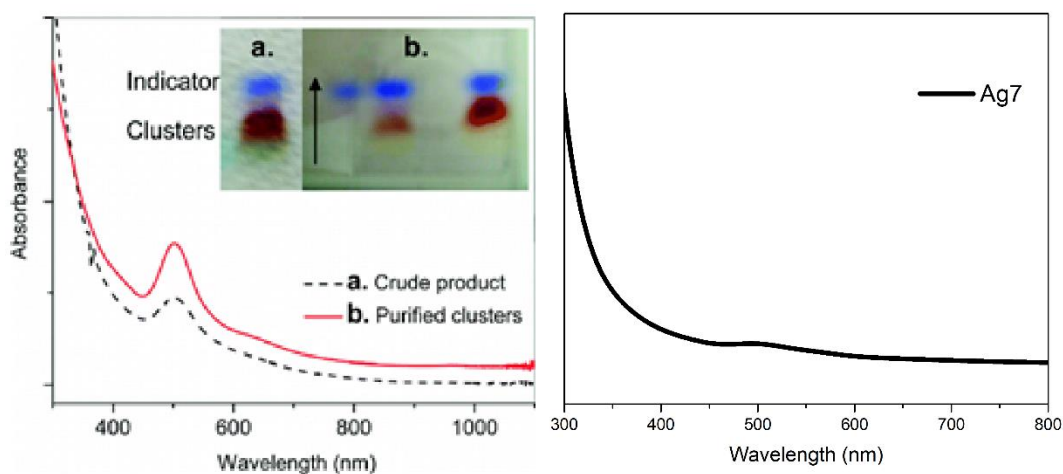 a.
b.
Indicator
Clusters
Absorbance
a. Crude product
b. Purified clusters
400 600 800 1000
Wavelength (nm)
Ag7
300 400 500 600 700 800
Wavelength (nm)